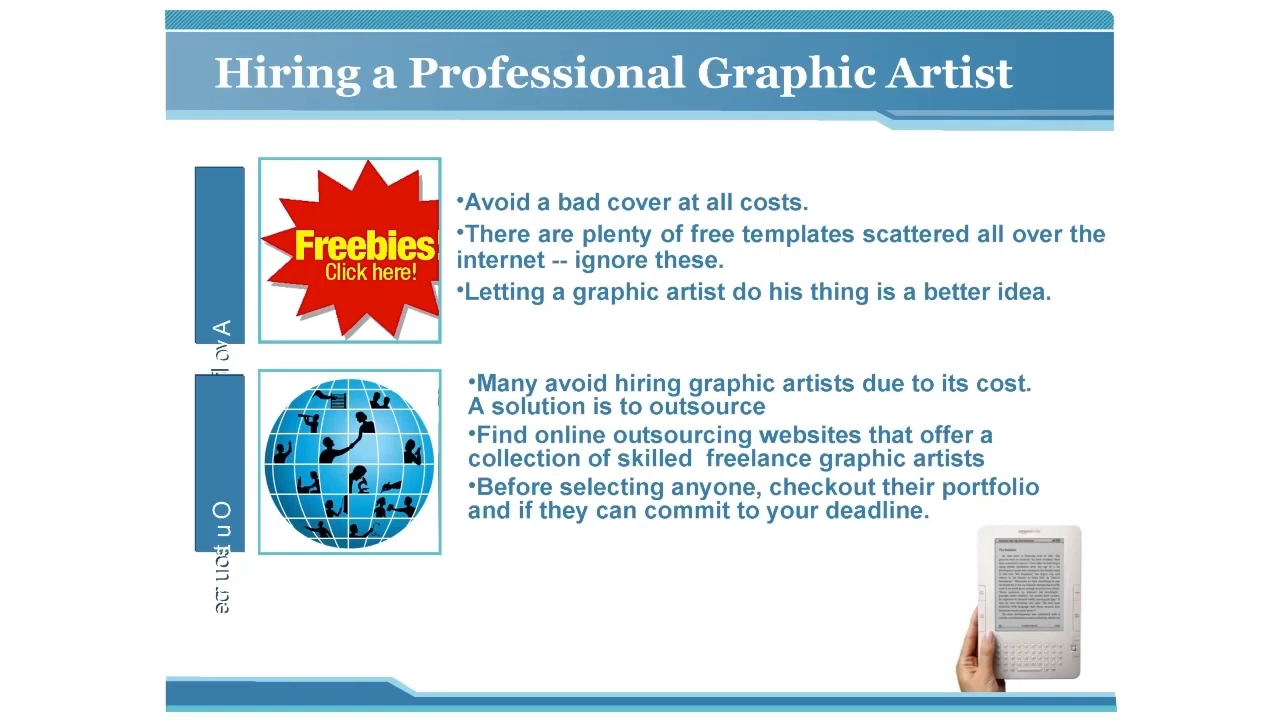 Hiring a Professional Graphic Artist
Freebies!
Click here!
•Avoid a bad cover at all costs.
•There are plenty of free templates scattered all over the
internet -- ignore these.
•Letting a graphic artist do his thing is a better idea.
•Many avoid hiring graphic artists due to its cost.
A solution is to outsource
•Find online outsourcing websites that offer a
collection of skilled  freelance graphic artists
•Before selecting anyone, checkout their portfolio
and if they can commit to your deadline.